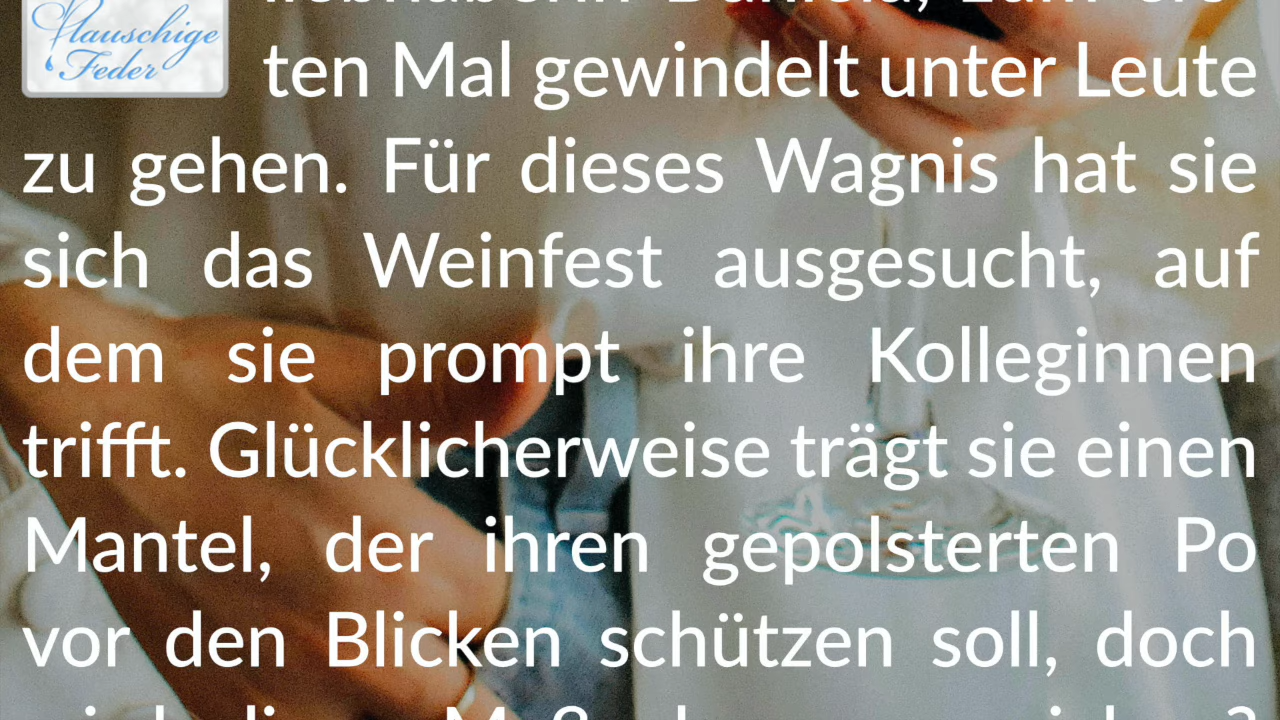 Flauschige
Feder
ten Mal gewindelt unter Leute
zu gehen. Für dieses Wagnis hat sie
sich das Weinfest ausgesucht, auf
dem sie prompt ihre Kolleginnen
trifft. Glücklicherweise trägt sie einen
Mantel, der ihren gepolsterten Po
vor den Blicken schützen soll, doch